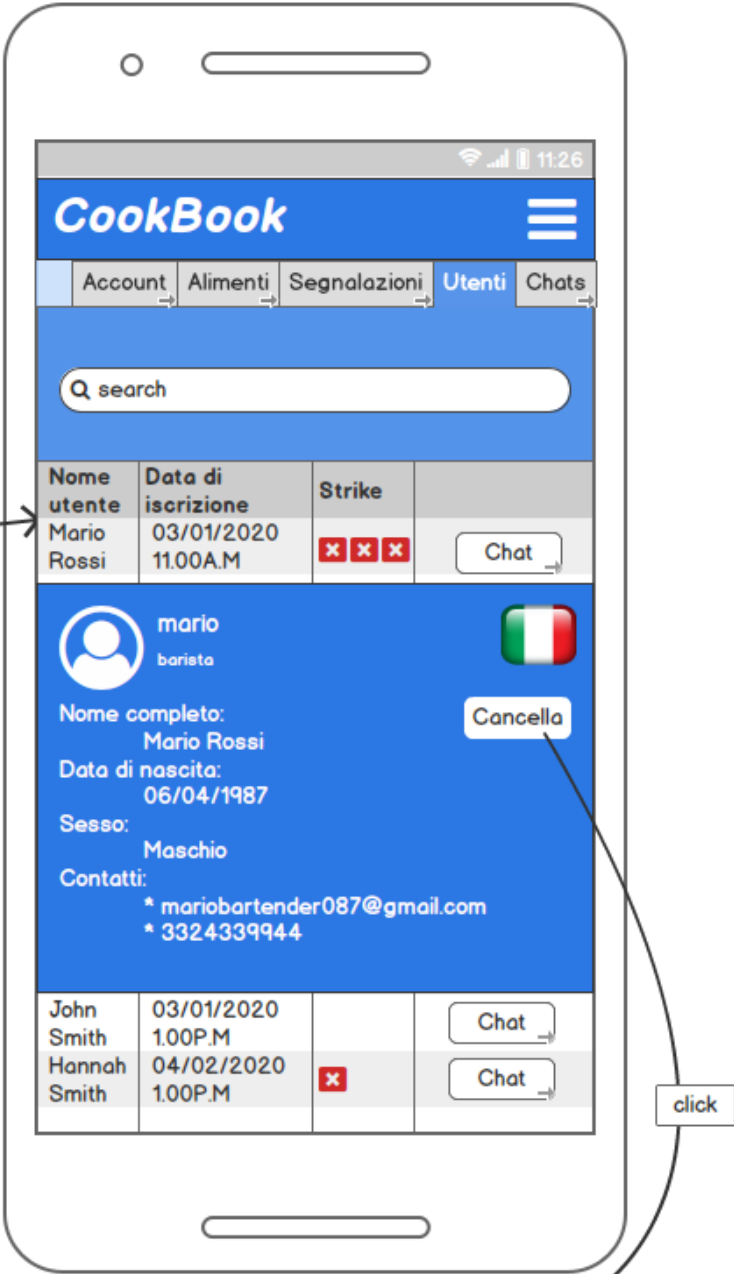 11:26
CookBook
Account Alimenti Segnalazioni Utenti Chats
search
Nome utente Data di iscrizione Strike
Mario Rossi 03/01/2020 11.00A.M Chat
mario
barista
Cancella
Nome completo:
Mario Rossi
Data di nascita:
06/04/1987
Sesso:
Maschio
Contatti:
* mariobartender087@gmail.com
* 3324339944
John Smith 03/01/2020 1.00P.M Chat
Hannah Smith 04/02/2020 1.00P.M Chat
click